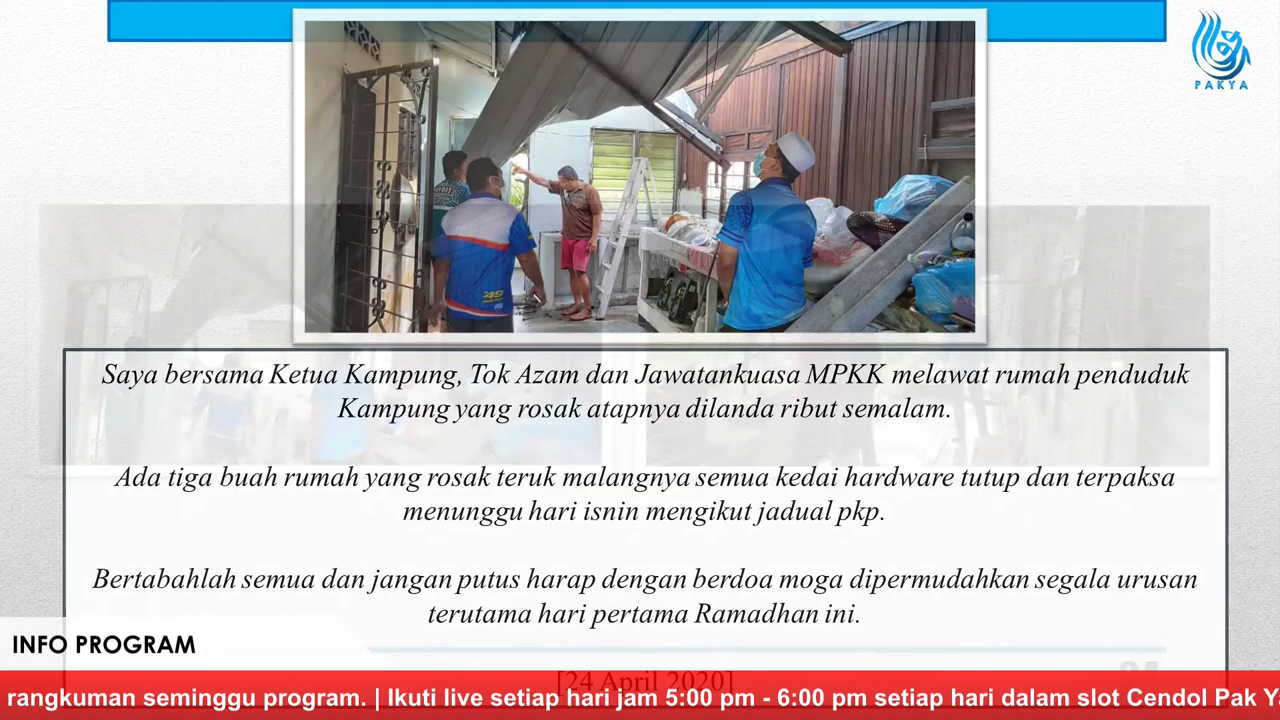 PAKYA
Saya bersama Ketua Kampung, Tok Azam dan Jawatankuasa MPKK melawat rumah penduduk
Kampung yang rosak atapnya dilanda ribut semalam.
Ada tiga buah rumah yang rosak teruk malangnya semua kedai hardware tutup dan terpaksa
menunggu hari isnin mengikut jadual pkp.
Bertabahlah semua dan jangan putus harap dengan berdoa moga dipermudahkan segala urusan
terutama hari pertama Ramadhan ini.
INFO PROGRAM
[24 April 2020]
rangkuman seminggu program. | Ikuti live setiap hari jam 5:00 pm - 6:00 pm setiap hari dalam slot Cendol Pak